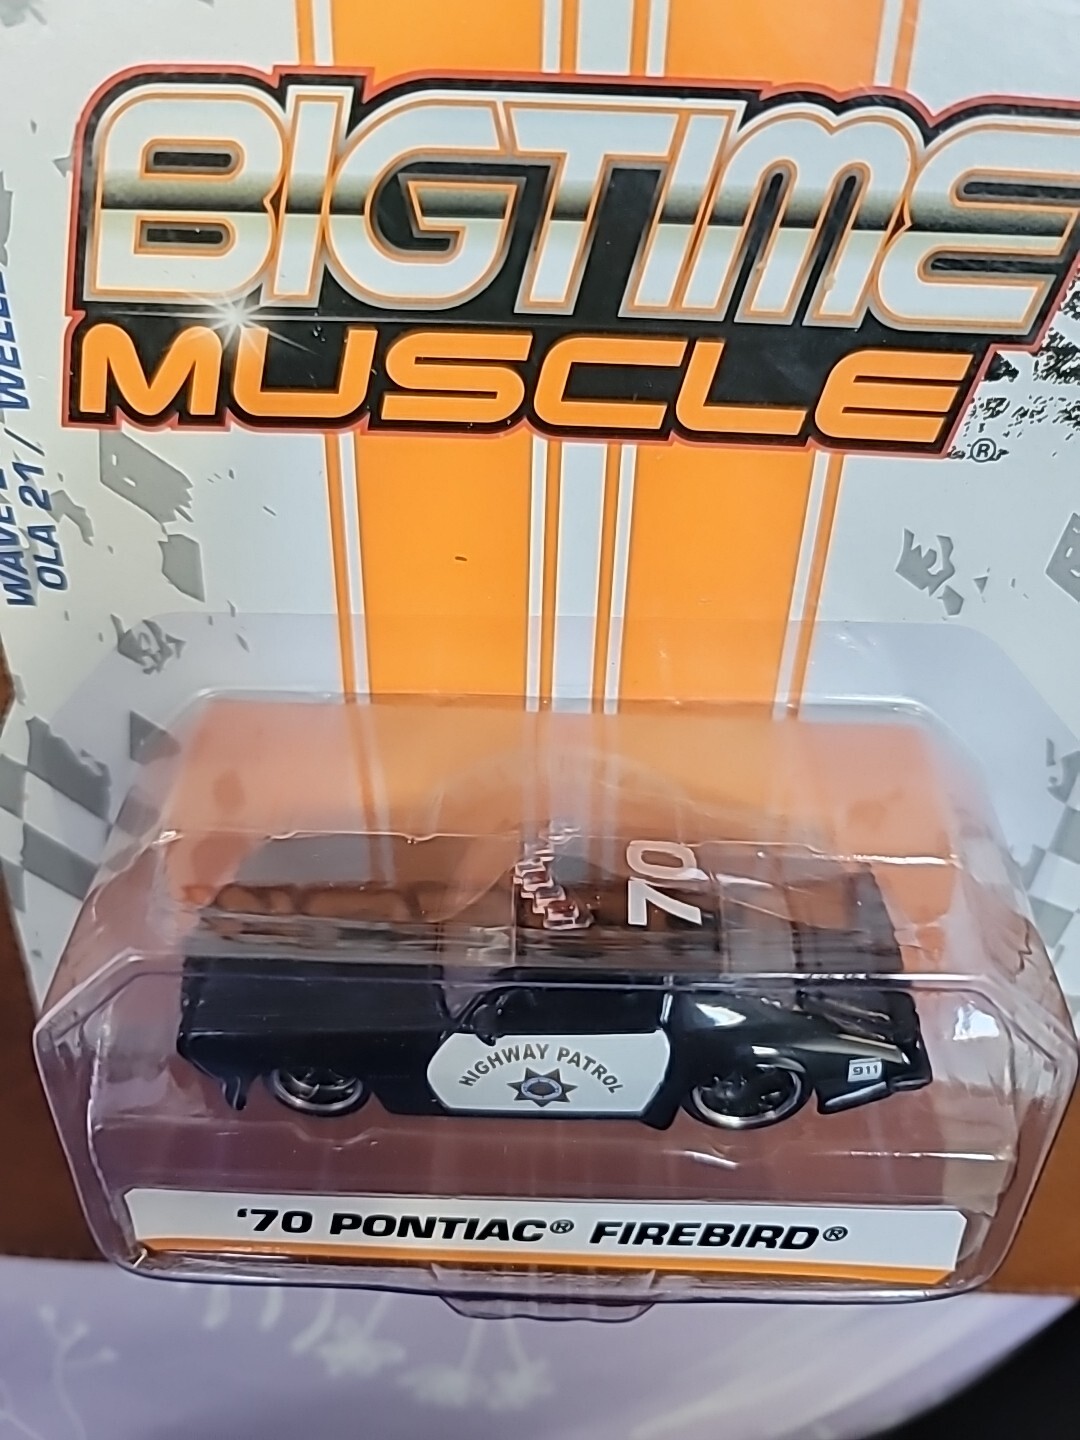 BIGTIME
MUSCLE
®
OLA 21 /
70
HIGHWAY PATROL
911
'70 PONTIAC® FIREBIRD®